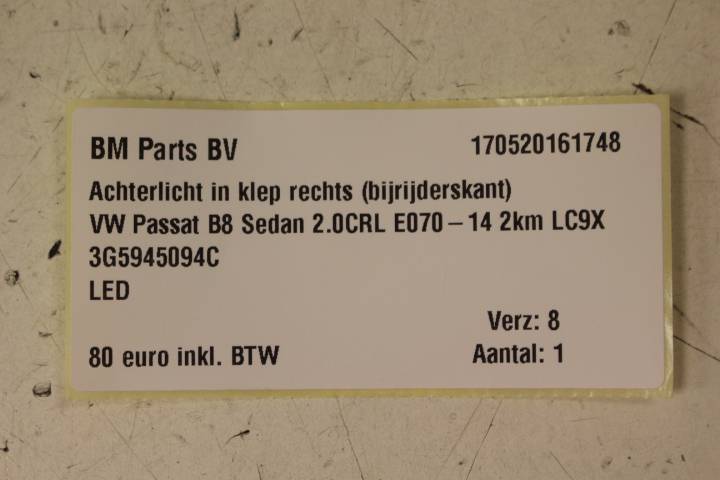 BM Parts BV 170520161748
Achterlicht in klep rechts (bijrijderskant)
VW Passat B8 Sedan 2.0CRL E070 – 14 2km LC9X
3G5945094C
LED
Verz: 8
80 euro inkl. BTW Aantal: 1